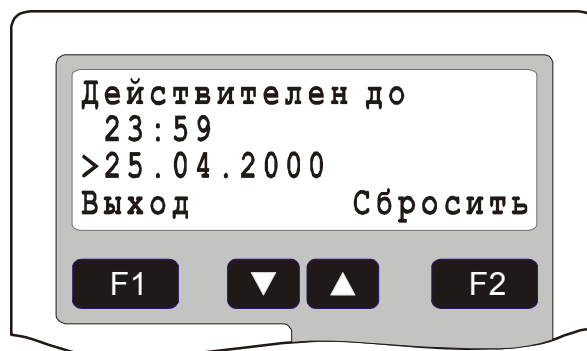 Действителен до
23:59
>25.04.2000
Выход Сбросить
F1 ▼ ▲ F2